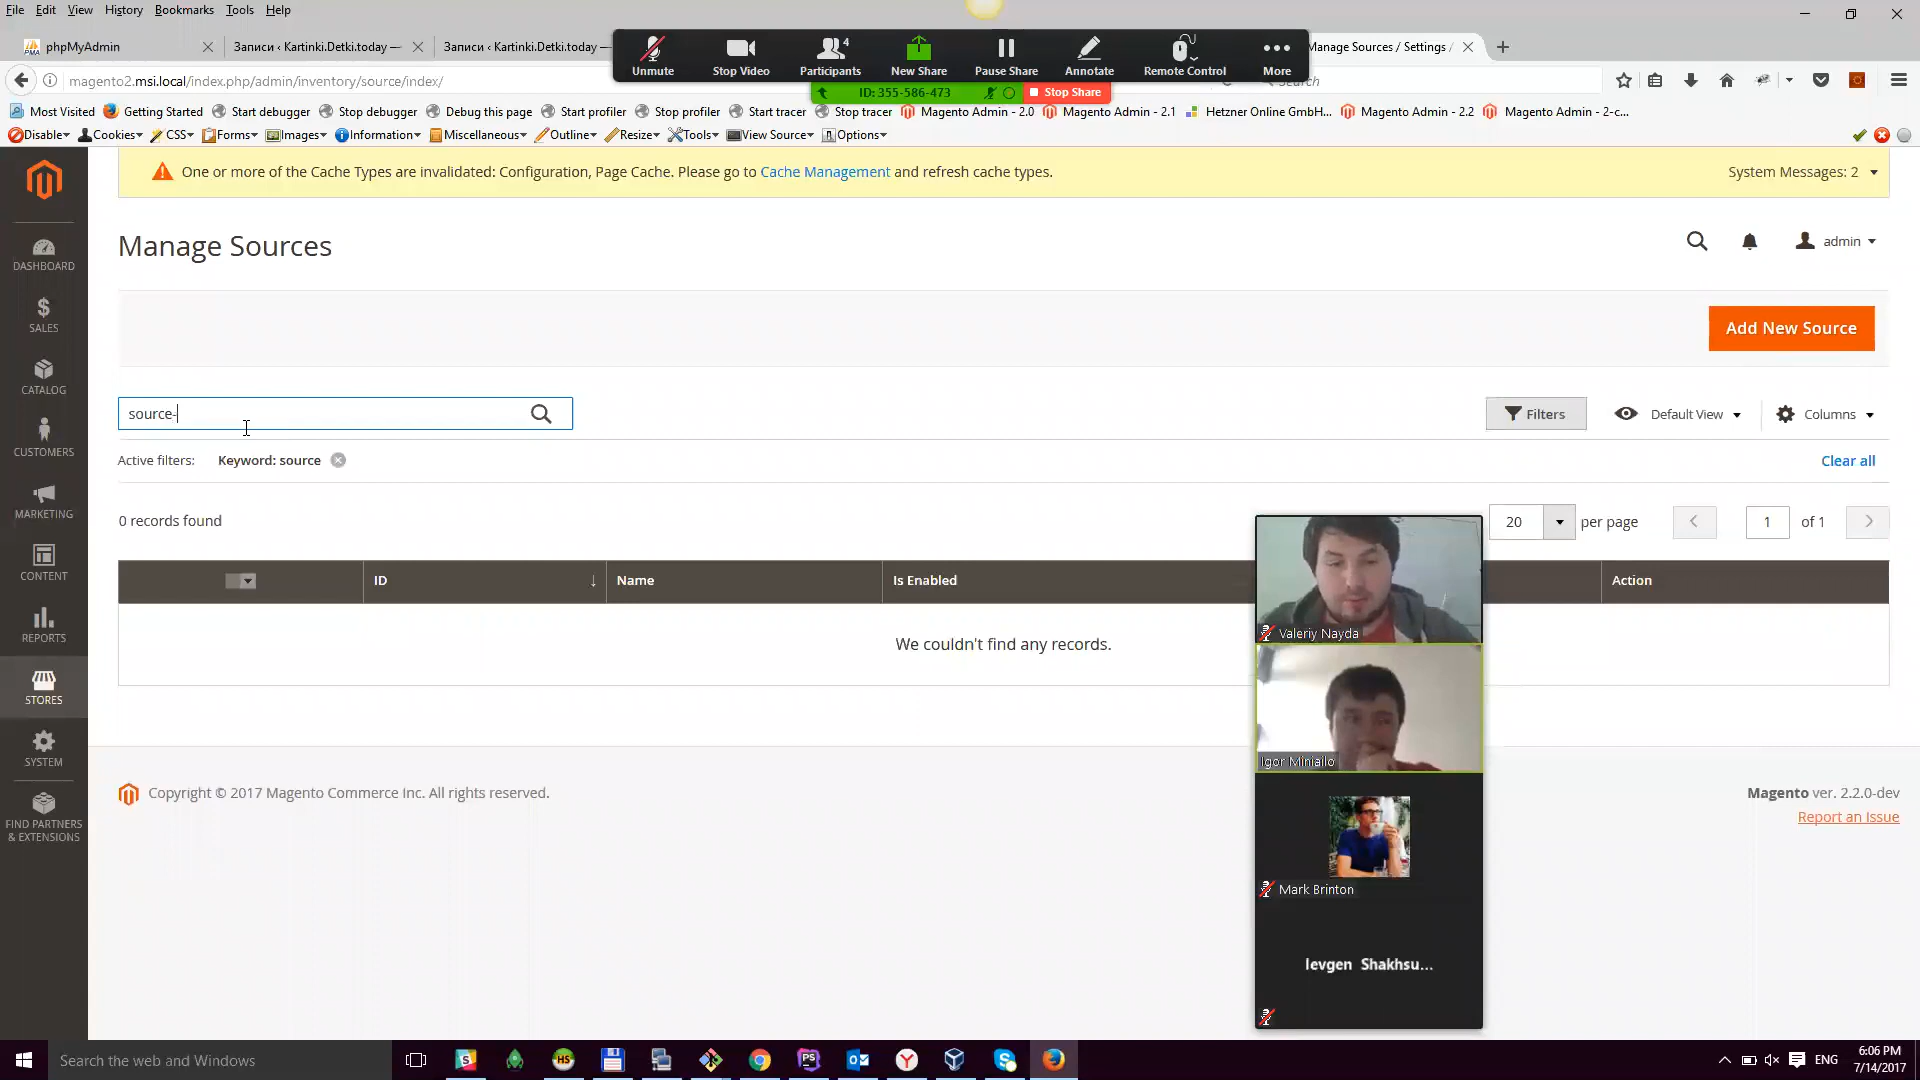 File Edit View History Bookmarks Tools Help
phpMyAdmin
Записи ‹ Kartinki.Detki.today —
Записи ‹ Kartinki.Detki.today —
Manage Sources / Settings /
Unmute
Stop Video
4
Participants
New Share
Pause Share
Annotate
Remote Control
More
magento2.msi.local/index.php/admin/inventory/source/index/
Search
ID: 355-586-473
Stop Share
Most Visited Getting Started Start debugger Stop debugger Debug this page Start profiler Stop profiler Start tracer Stop tracer Magento Admin - 2.0 Magento Admin - 2.1 Hetzner Online GmbH... Magento Admin - 2.2 Magento Admin - 2-c...
Disable Cookies CSS Forms Images Information Miscellaneous Outline Resize Tools View Source Options
One or more of the Cache Types are invalidated: Configuration, Page Cache. Please go to Cache Management and refresh cache types.
System Messages: 2
Manage Sources
admin
DASHBOARD
SALES
CATALOG
CUSTOMERS
MARKETING
CONTENT
REPORTS
STORES
SYSTEM
FIND PARTNERS
& EXTENSIONS
Add New Source
source-
Filters
Default View
Columns
Active filters: Keyword: source
Clear all
0 records found
20 per page
1 of 1
ID ↓ Name Is Enabled Action
We couldn't find any records.
Valeriy Nayda
Igor Miniailo
Mark Brinton
Ievgen Shakhsu...
Copyright © 2017 Magento Commerce Inc. All rights reserved.
Magento ver. 2.2.0-dev
Report an Issue
Search the web and Windows
ENG
6:06 PM
7/14/2017